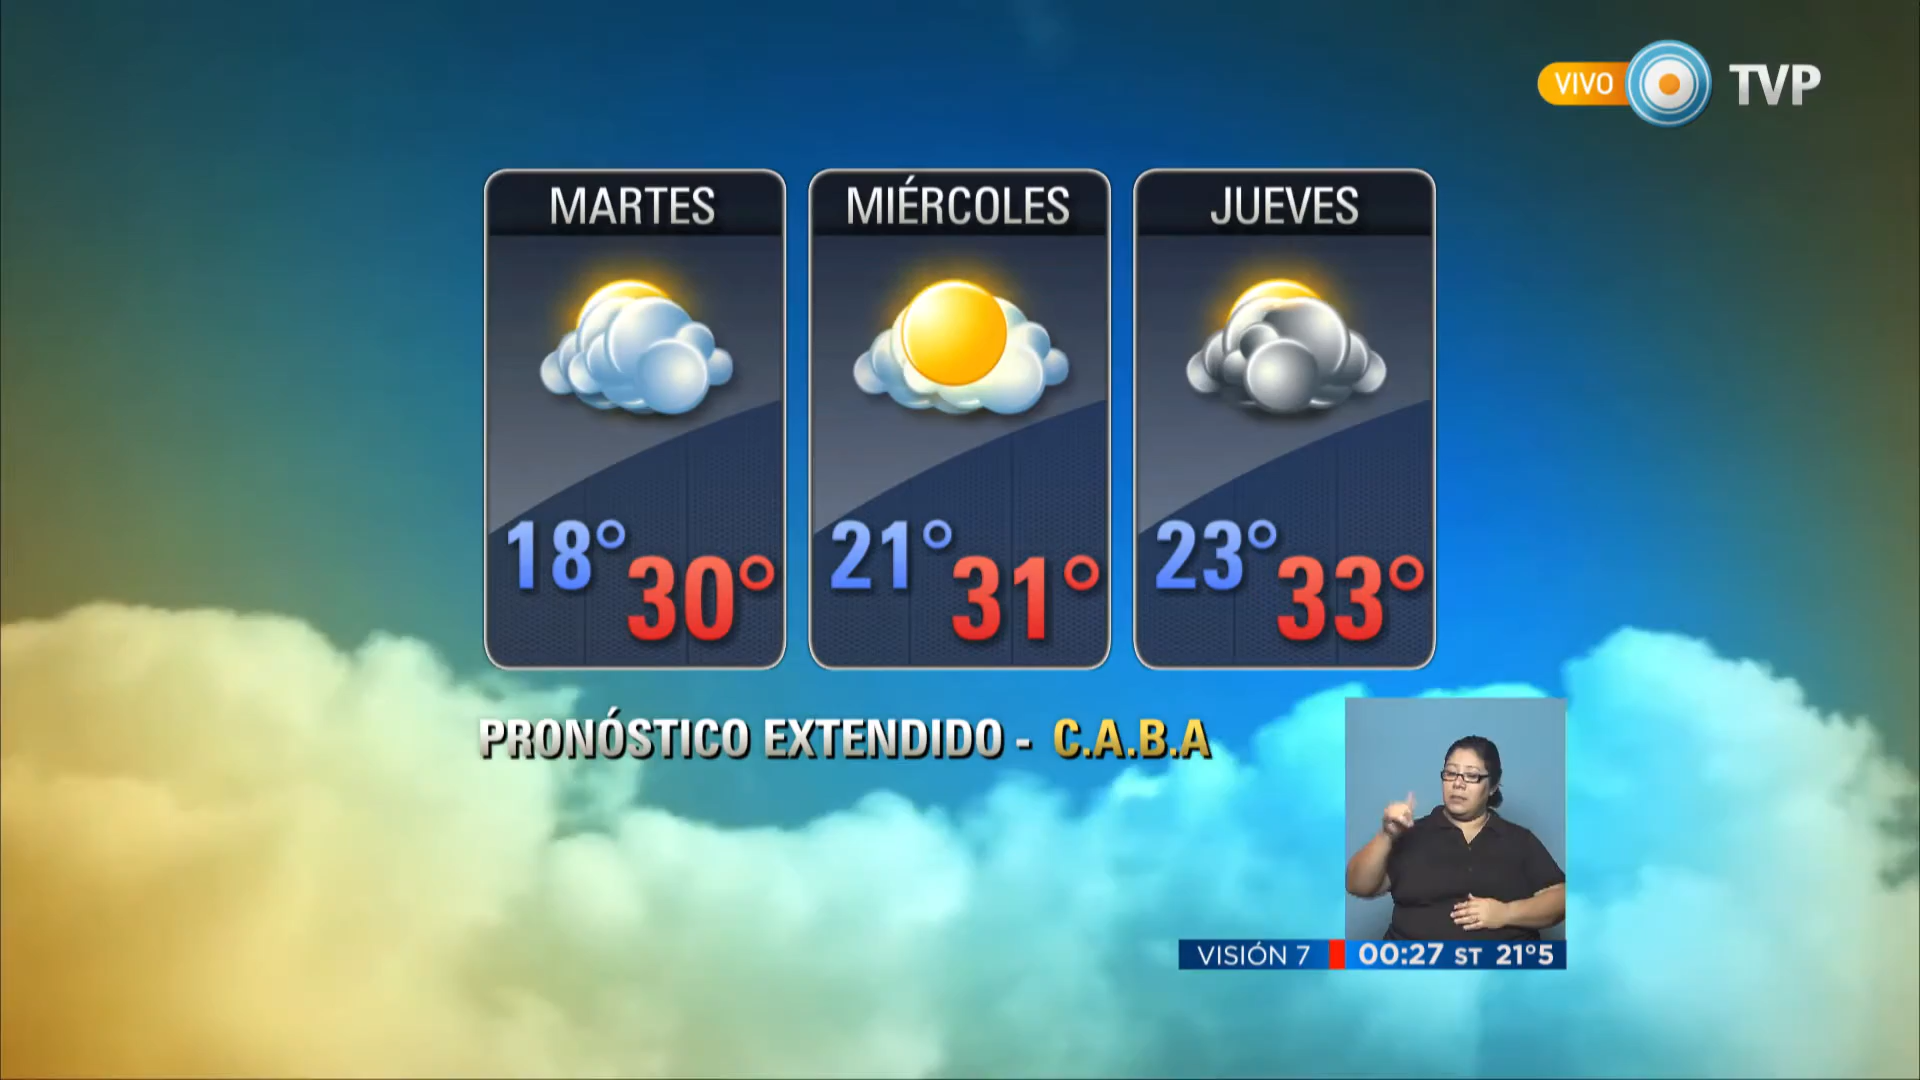 VIVO TVP
MARTES
MIÉRCOLES
JUEVES
18° 30°
21° 31°
23° 33°
PRONÓSTICO EXTENDIDO - C.A.B.A
VISIÓN 7 00:27 ST 21°5